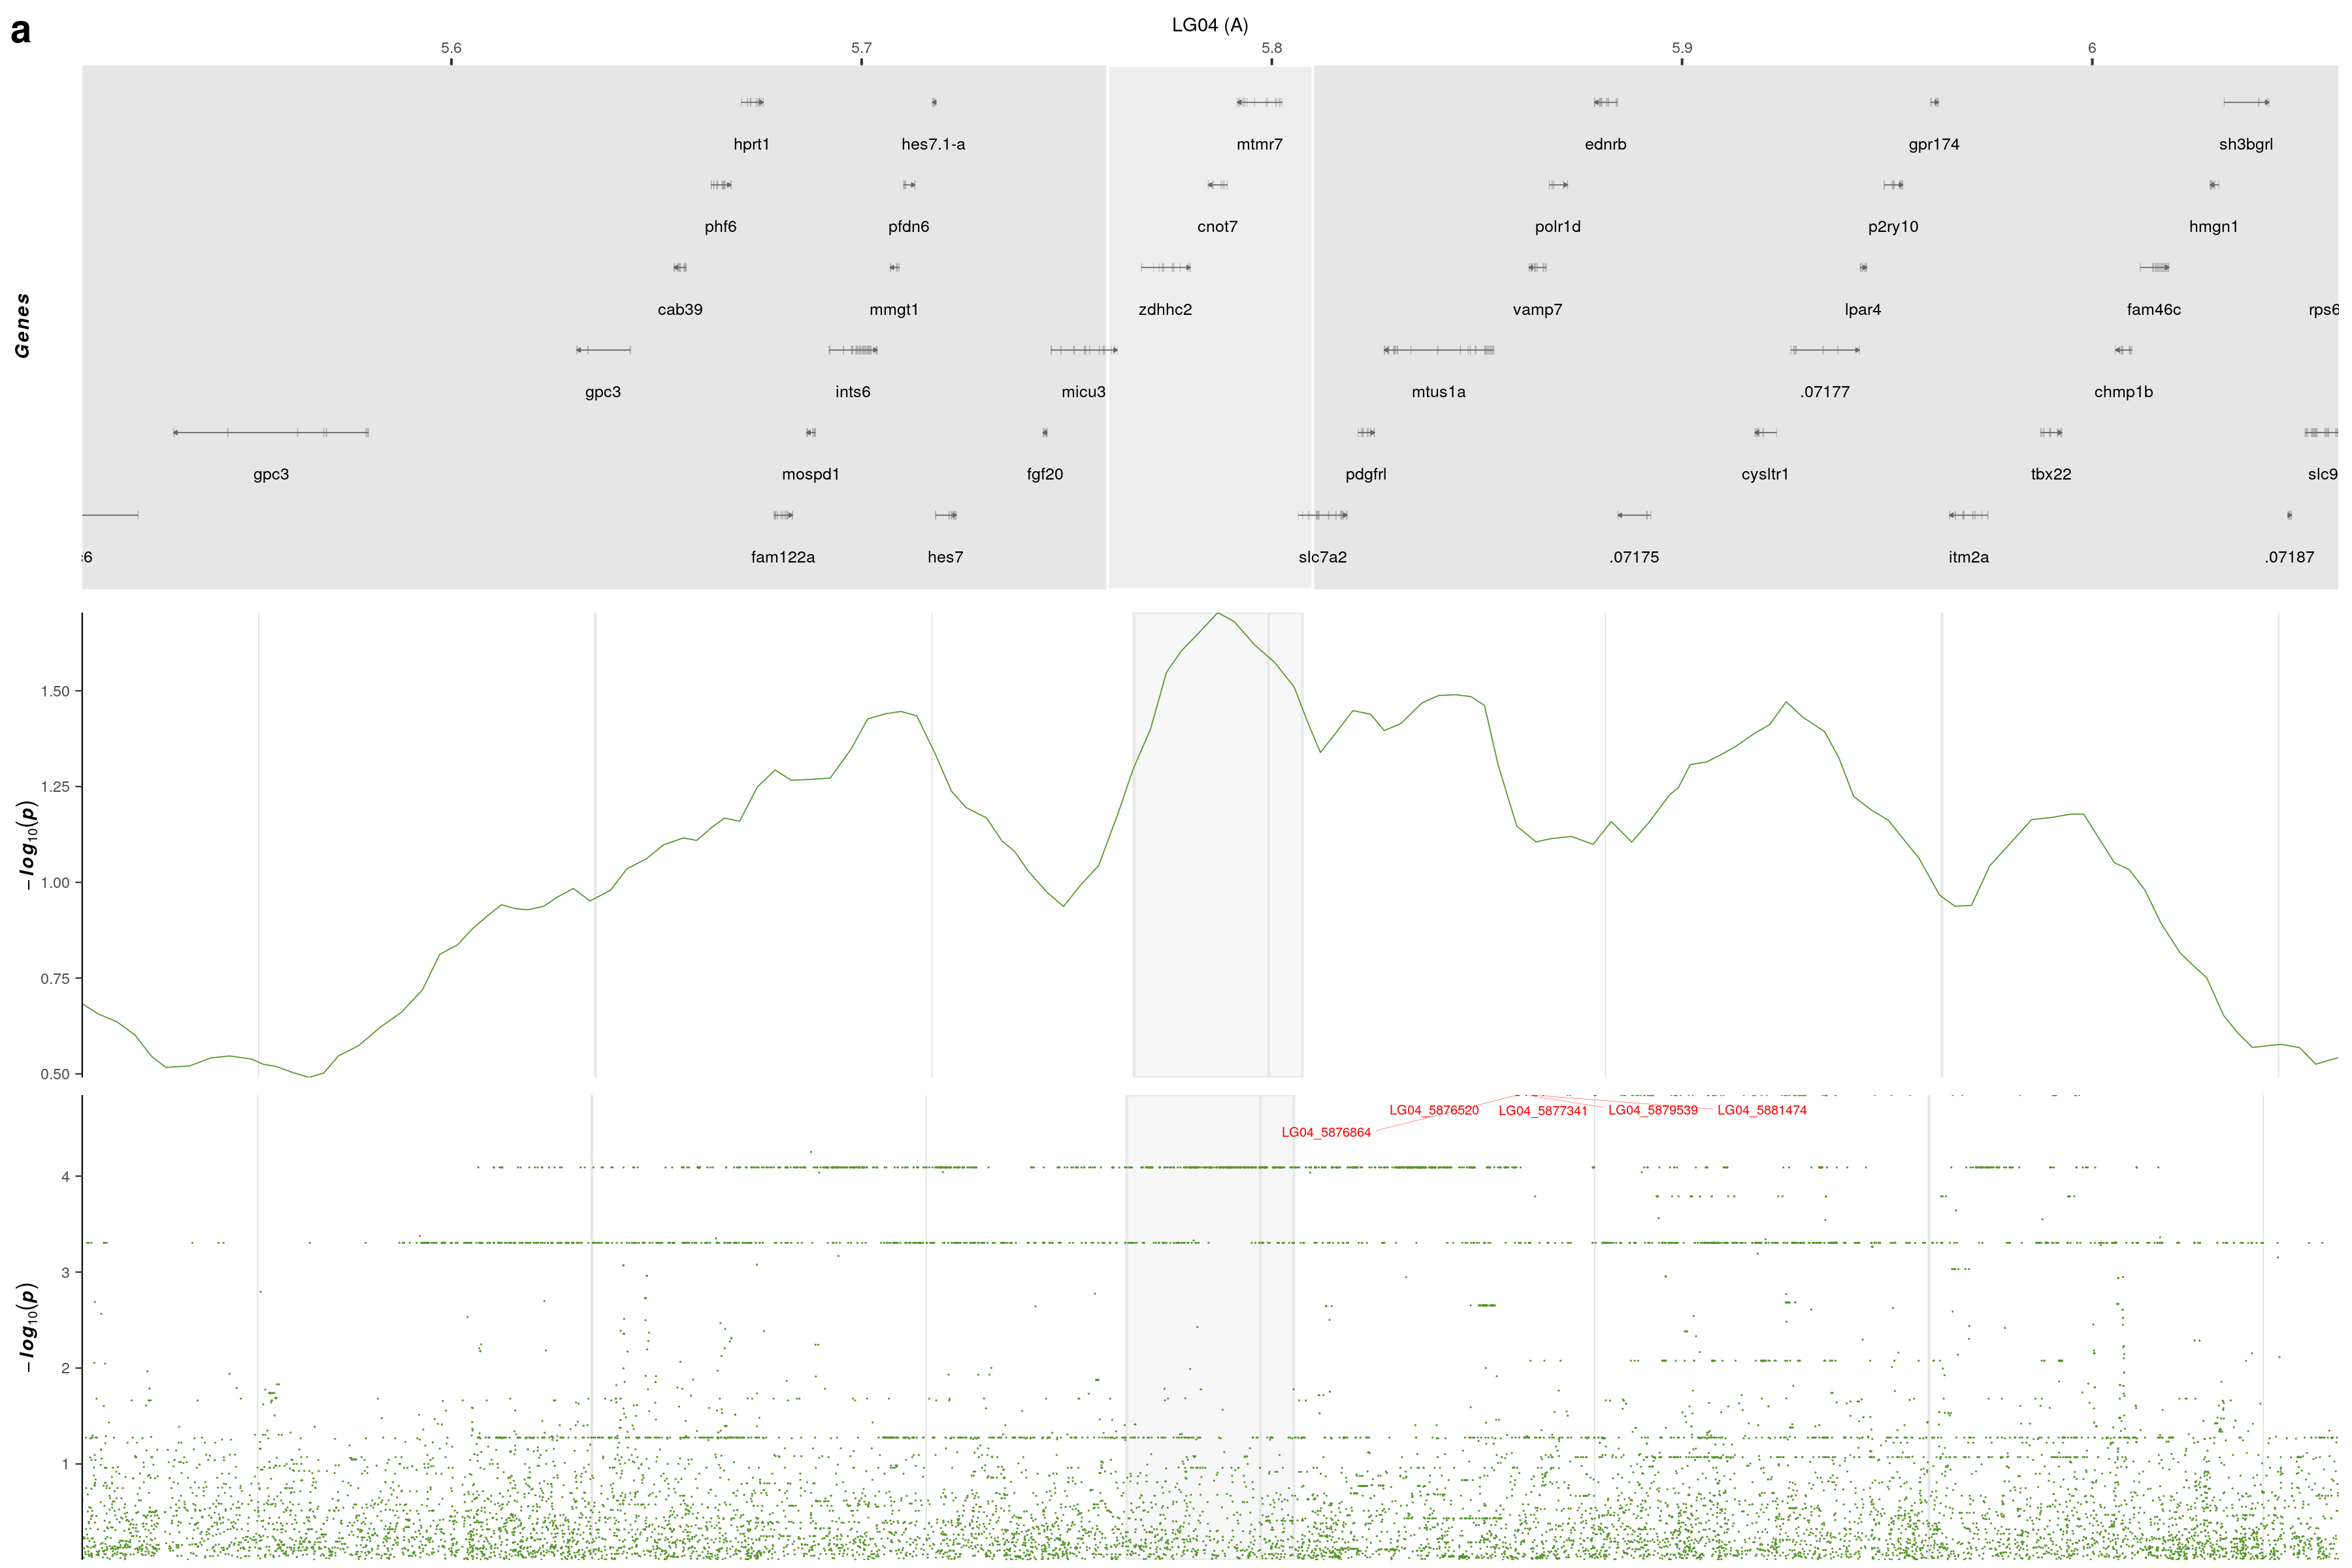 a
LG04 (A)
5.6 5.7 5.8 5.9 6
hprt1 hes7.1-a mtmr7 ednrb gpr174 sh3bgrl
phf6 pfdn6 cnot7 polr1d p2ry10 hmgn1
cab39 mmgt1 zdhhc2 vamp7 lpar4 fam46c rps6
Genes
gpc3 ints6 micu3 mtus1a .07177 chmp1b
gpc3 mospd1 fgf20 pdgfrl cysltr1 tbx22 slc9
6 fam122a hes7 slc7a2 .07175 itm2a .07187
1.50
1.25
1.00
0.75
0.50
−log10(p)
LG04_5876520 LG04_5877341 LG04_5879539 LG04_5881474
LG04_5876864
4
3
2
1
−log10(p)